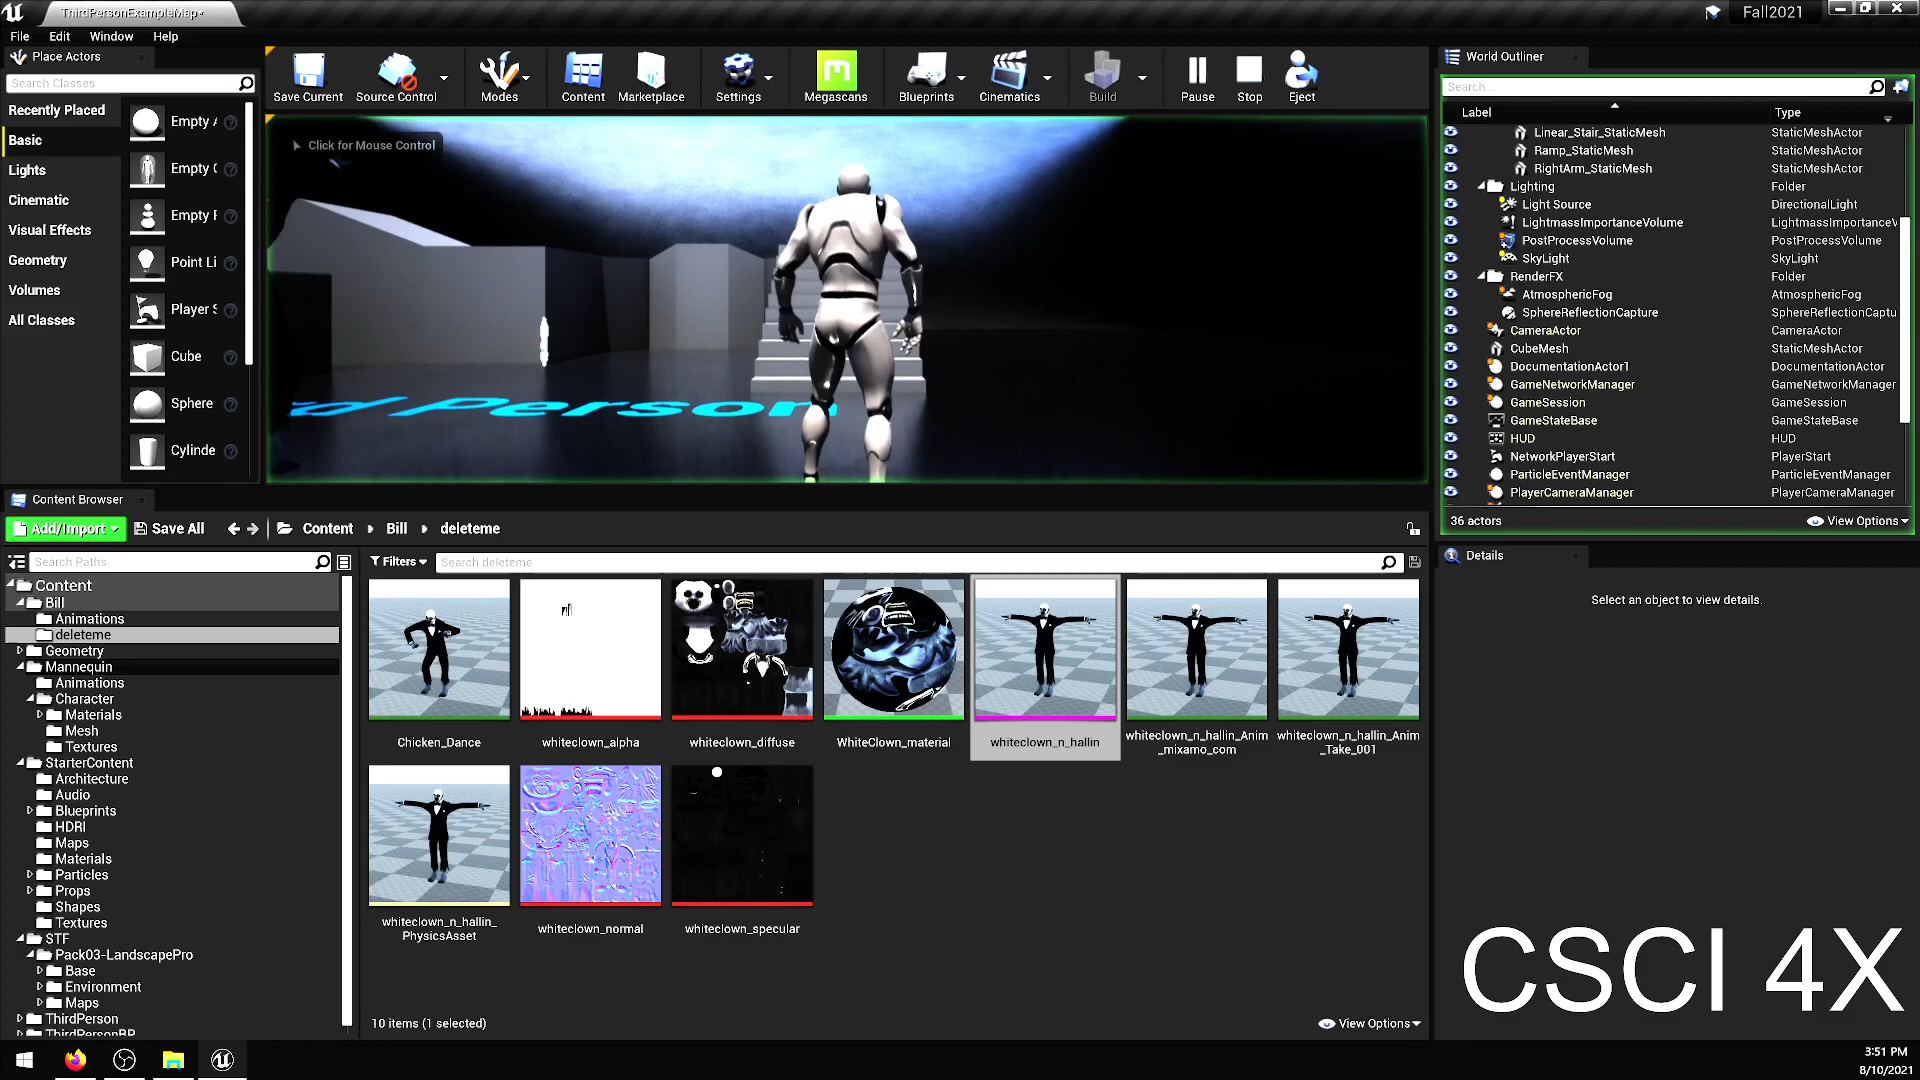 ThirdPersonExampleMap*
Fall2021
File Edit Window Help
Place Actors
Search Classes
Recently Placed
Basic
Lights
Cinematic
Visual Effects
Geometry
Volumes
All Classes
Empty A
Empty C
Empty P
Point Li
Player S
Cube
Sphere
Cylinde
Save Current
Source Control
Modes
Content
Marketplace
Settings
Megascans
Blueprints
Cinematics
Build
Pause
Stop
Eject
Click for Mouse Control
d Person
World Outliner
Search...
Label Type
Linear_Stair_StaticMesh StaticMeshActor
Ramp_StaticMesh StaticMeshActor
RightArm_StaticMesh StaticMeshActor
Lighting Folder
Light Source DirectionalLight
LightmassImportanceVolume LightmassImportanceV
PostProcessVolume PostProcessVolume
SkyLight SkyLight
RenderFX Folder
AtmosphericFog AtmosphericFog
SphereReflectionCapture SphereReflectionCaptu
CameraActor CameraActor
CubeMesh StaticMeshActor
DocumentationActor1 DocumentationActor
GameNetworkManager GameNetworkManager
GameSession GameSession
GameStateBase GameStateBase
HUD HUD
NetworkPlayerStart PlayerStart
ParticleEventManager ParticleEventManager
PlayerCameraManager PlayerCameraManager
36 actors
View Options
Details
Select an object to view details.
Content Browser
Add/Import Save All Content Bill deleteme
Search Paths
Filters Search deleteme
Content
Bill
Animations
deleteme
Geometry
Mannequin
Animations
Character
Materials
Mesh
Textures
StarterContent
Architecture
Audio
Blueprints
HDRI
Maps
Materials
Particles
Props
Shapes
Textures
STF
Pack03-LandscapePro
Base
Environment
Maps
ThirdPerson
ThirdPersonBP
Chicken_Dance
whiteclown_alpha
whiteclown_diffuse
WhiteClown_material
whiteclown_n_hallin
whiteclown_n_hallin_Anim
_mixamo_com
whiteclown_n_hallin_Anim
_Take_001
whiteclown_n_hallin_
PhysicsAsset
whiteclown_normal
whiteclown_specular
10 items (1 selected)
View Options
CSCI 4X
3:51 PM
8/10/2021